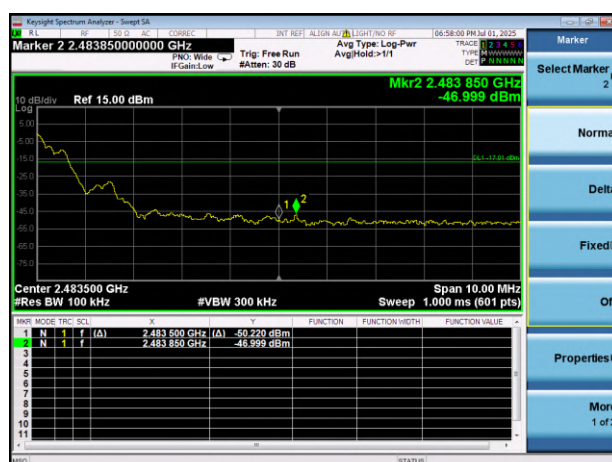 Keysight Spectrum Analyzer - Swept SA
RL RF 50 Ω AC CORREC INT REF ALIGN AUTO LIGHT/NO RF 06:58:00 PM Jul 01, 2025
Marker 2 2.483850000000 GHz
PNO: Wide
IFGain:Low
Trig: Free Run
#Atten: 30 dB
Avg Type: Log-Pwr
Avg|Hold:>1/1
TRACE 1 2 3 4 5 6
TYPE M
DET P N N N N N
Mkr2 2.483 850 GHz
-46.999 dBm
10 dB/div Ref 15.00 dBm
Log
5.00
-5.00
-15.0
-25.0
-35.0
-45.0
-55.0
-65.0
-75.0
DL1 -17.01 dBm
1
2
Center 2.483500 GHz
Span 10.00 MHz
#Res BW 100 kHz
#VBW 300 kHz
Sweep 1.000 ms (601 pts)
MKR MODE TRC SCL X Y FUNCTION FUNCTION WIDTH FUNCTION VALUE
1 N 1 f (Δ) 2.483 500 GHz (Δ) -50.220 dBm
2 N 1 f 2.483 850 GHz -46.999 dBm
3
4
5
6
7
8
9
10
11
MSG
STATUS
Marker
Select Marker
2
Norma
Delta
Fixed
Of
Properties
More
1 of 2